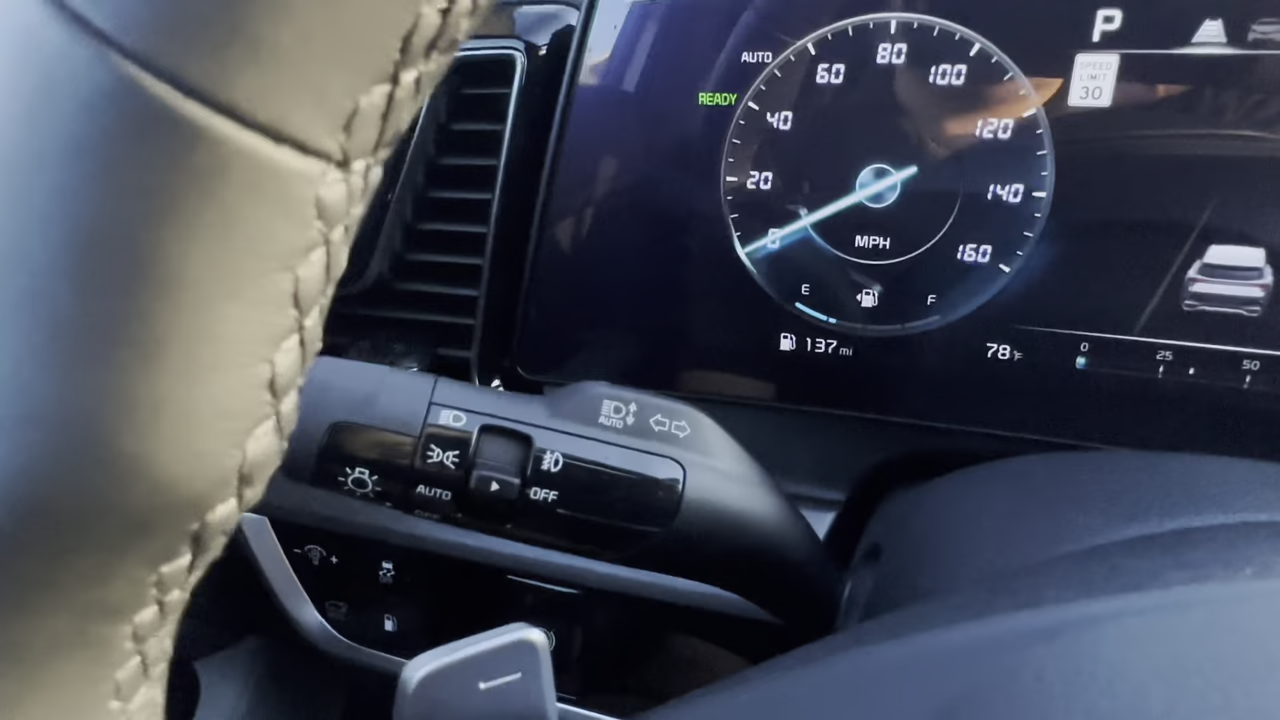 P
AUTO
READY
SPEED
LIMIT
30
0
20
40
60
80
100
120
140
160
MPH
E
F
137 mi
78°F
0
25
50
AUTO
AUTO
OFF
- +